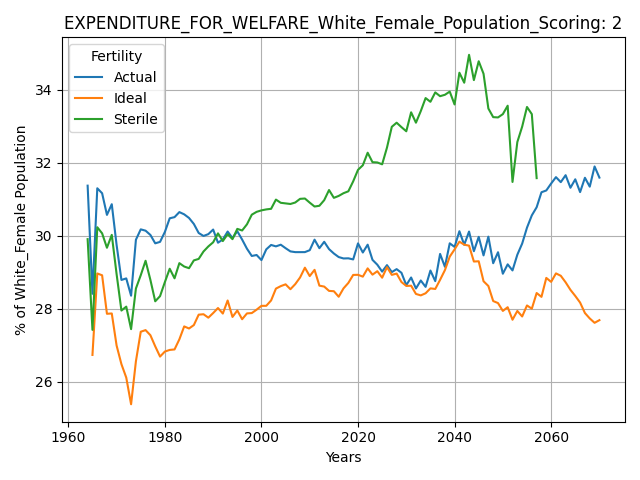 EXPENDITURE_FOR_WELFARE_White_Female_Population_Scoring: 2
Fertility
Actual
Ideal
Sterile
% of White_Female Population
34
32
30
28
26
1960 1980 2000 2020 2040 2060
Years